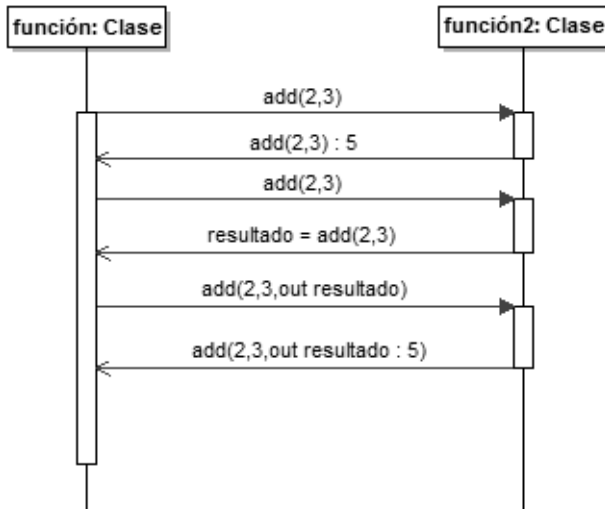 función: Clase
función2: Clase
add(2,3)
add(2,3) : 5
add(2,3)
resultado = add(2,3)
add(2,3,out resultado)
add(2,3,out resultado : 5)